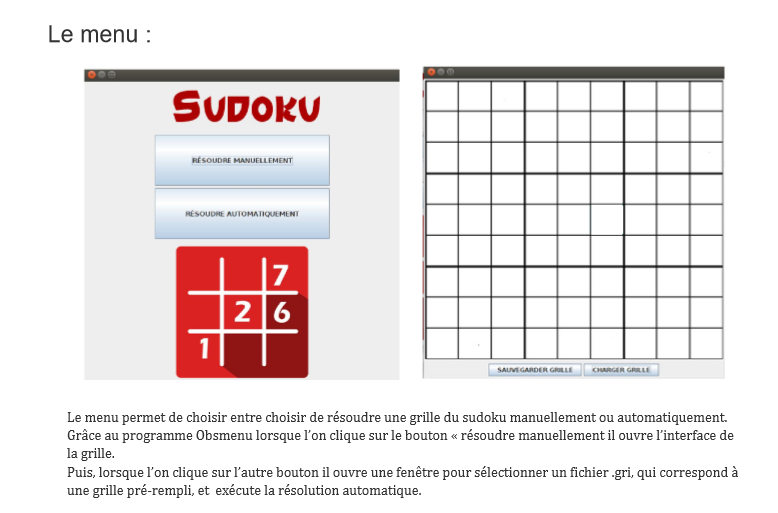 Le menu :
SUDOKU
RÉSOUDRE MANUELLEMENT
RÉSOUDRE AUTOMATIQUEMENT
7
2 6
1
SAUVEGARDER GRILLE CHARGER GRILLE
Le menu permet de choisir entre choisir de résoudre une grille du sudoku manuellement ou automatiquement.
Grâce au programme Obsmenu lorsque l’on clique sur le bouton « résoudre manuellement il ouvre l’interface de
la grille.
Puis, lorsque l’on clique sur l’autre bouton il ouvre une fenêtre pour sélectionner un fichier .gri, qui correspond à
une grille pré-rempli, et exécute la résolution automatique.